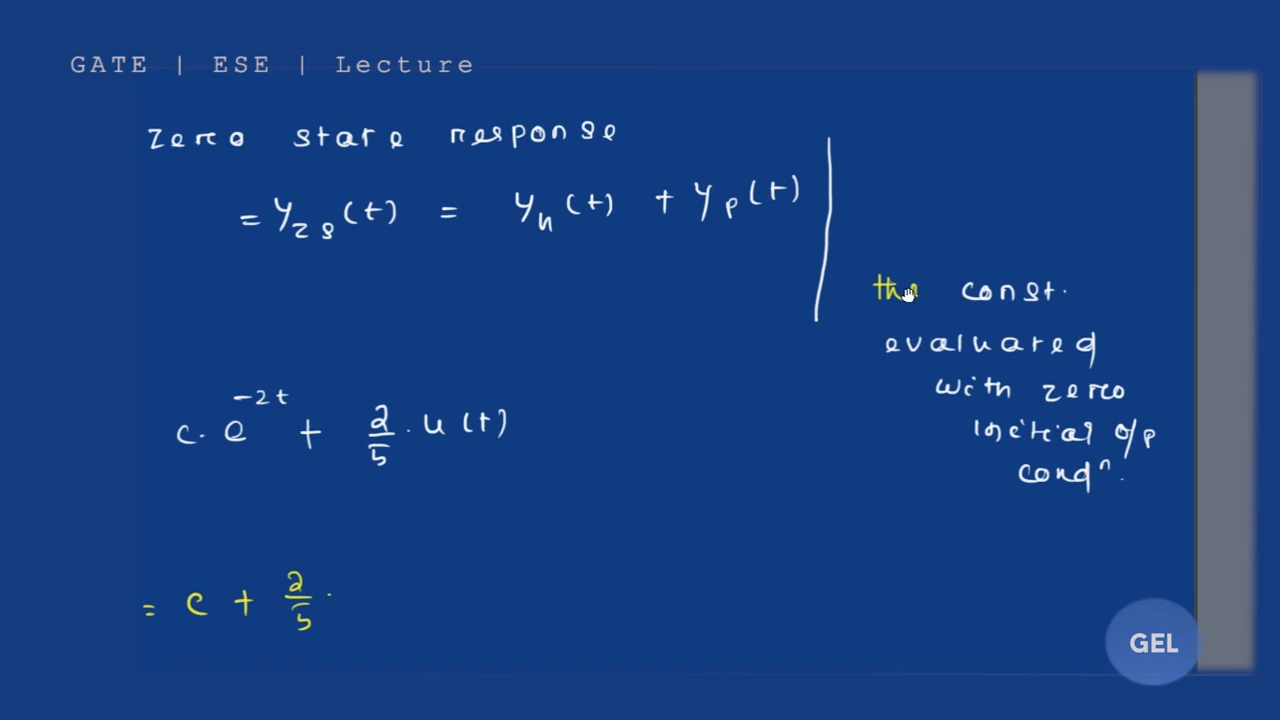 GATE | ESE | Lecture
zero state response
= y_zs(t) = y_h(t) + y_p(t)
the const.
evaluated
with zero
initial o/p
condⁿ.
c. e^-2t + 2/5 . u(t)
= c + 2/5 .
GEL